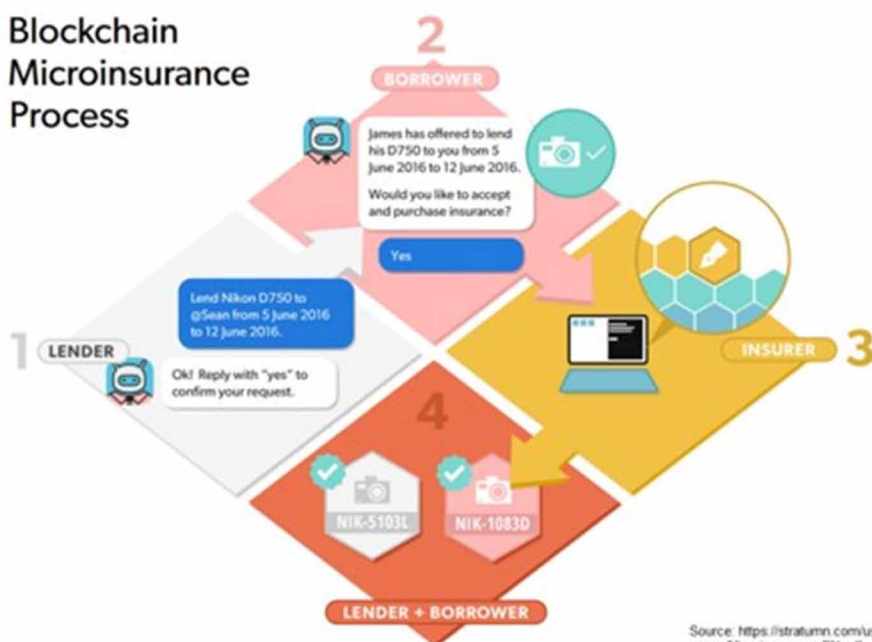 Blockchain
Microinsurance
Process
2
BORROWER
James has offered to lend
his D750 to you from 5
June 2016 to 12 June 2016.
Would you like to accept
and purchase insurance?
Yes
1
LENDER
Lend Nikon D750 to
@Sean from 5 June 2016
to 12 June 2016.
Ok! Reply with "yes" to
confirm your request.
INSURER
3
4
NIK-5103L
NIK-1083D
LENDER + BORROWER
Source: https://stratumn.com/us